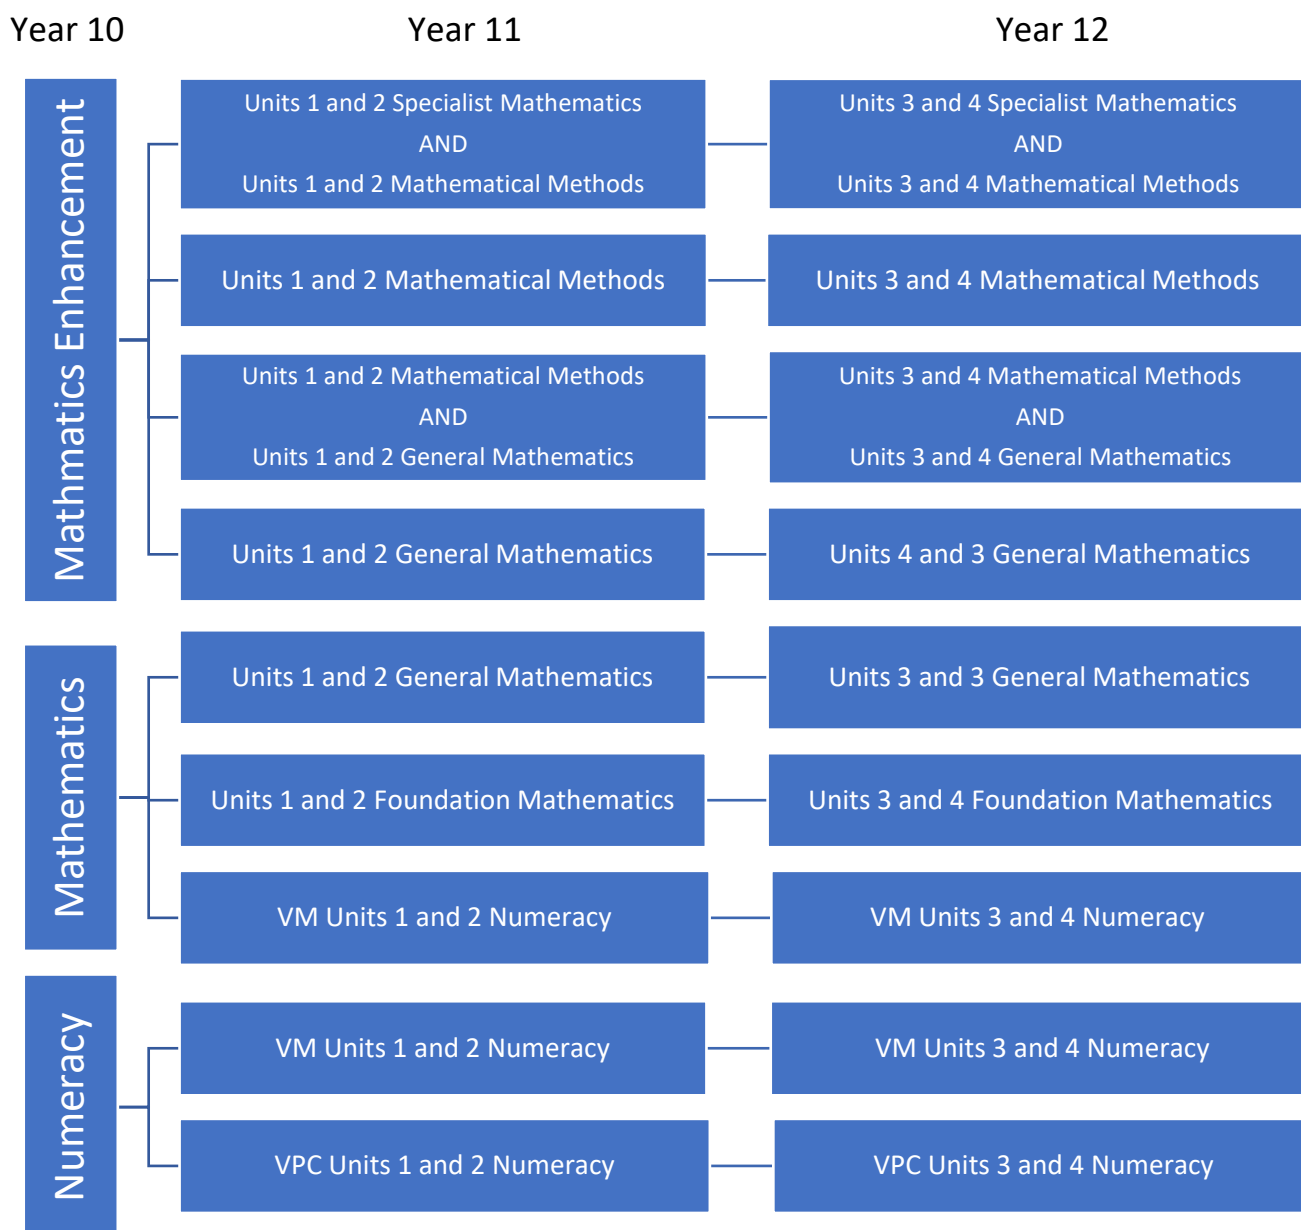 Year 10
Year 11
Year 12
Mathmatics Enhancement
Units 1 and 2 Specialist Mathematics
AND
Units 1 and 2 Mathematical Methods
Units 3 and 4 Specialist Mathematics
AND
Units 3 and 4 Mathematical Methods
Units 1 and 2 Mathematical Methods
Units 3 and 4 Mathematical Methods
Units 1 and 2 Mathematical Methods
AND
Units 1 and 2 General Mathematics
Units 3 and 4 Mathematical Methods
AND
Units 3 and 4 General Mathematics
Units 1 and 2 General Mathematics
Units 4 and 3 General Mathematics
Mathematics
Units 1 and 2 General Mathematics
Units 3 and 3 General Mathematics
Units 1 and 2 Foundation Mathematics
Units 3 and 4 Foundation Mathematics
VM Units 1 and 2 Numeracy
VM Units 3 and 4 Numeracy
Numeracy
VM Units 1 and 2 Numeracy
VM Units 3 and 4 Numeracy
VPC Units 1 and 2 Numeracy
VPC Units 3 and 4 Numeracy